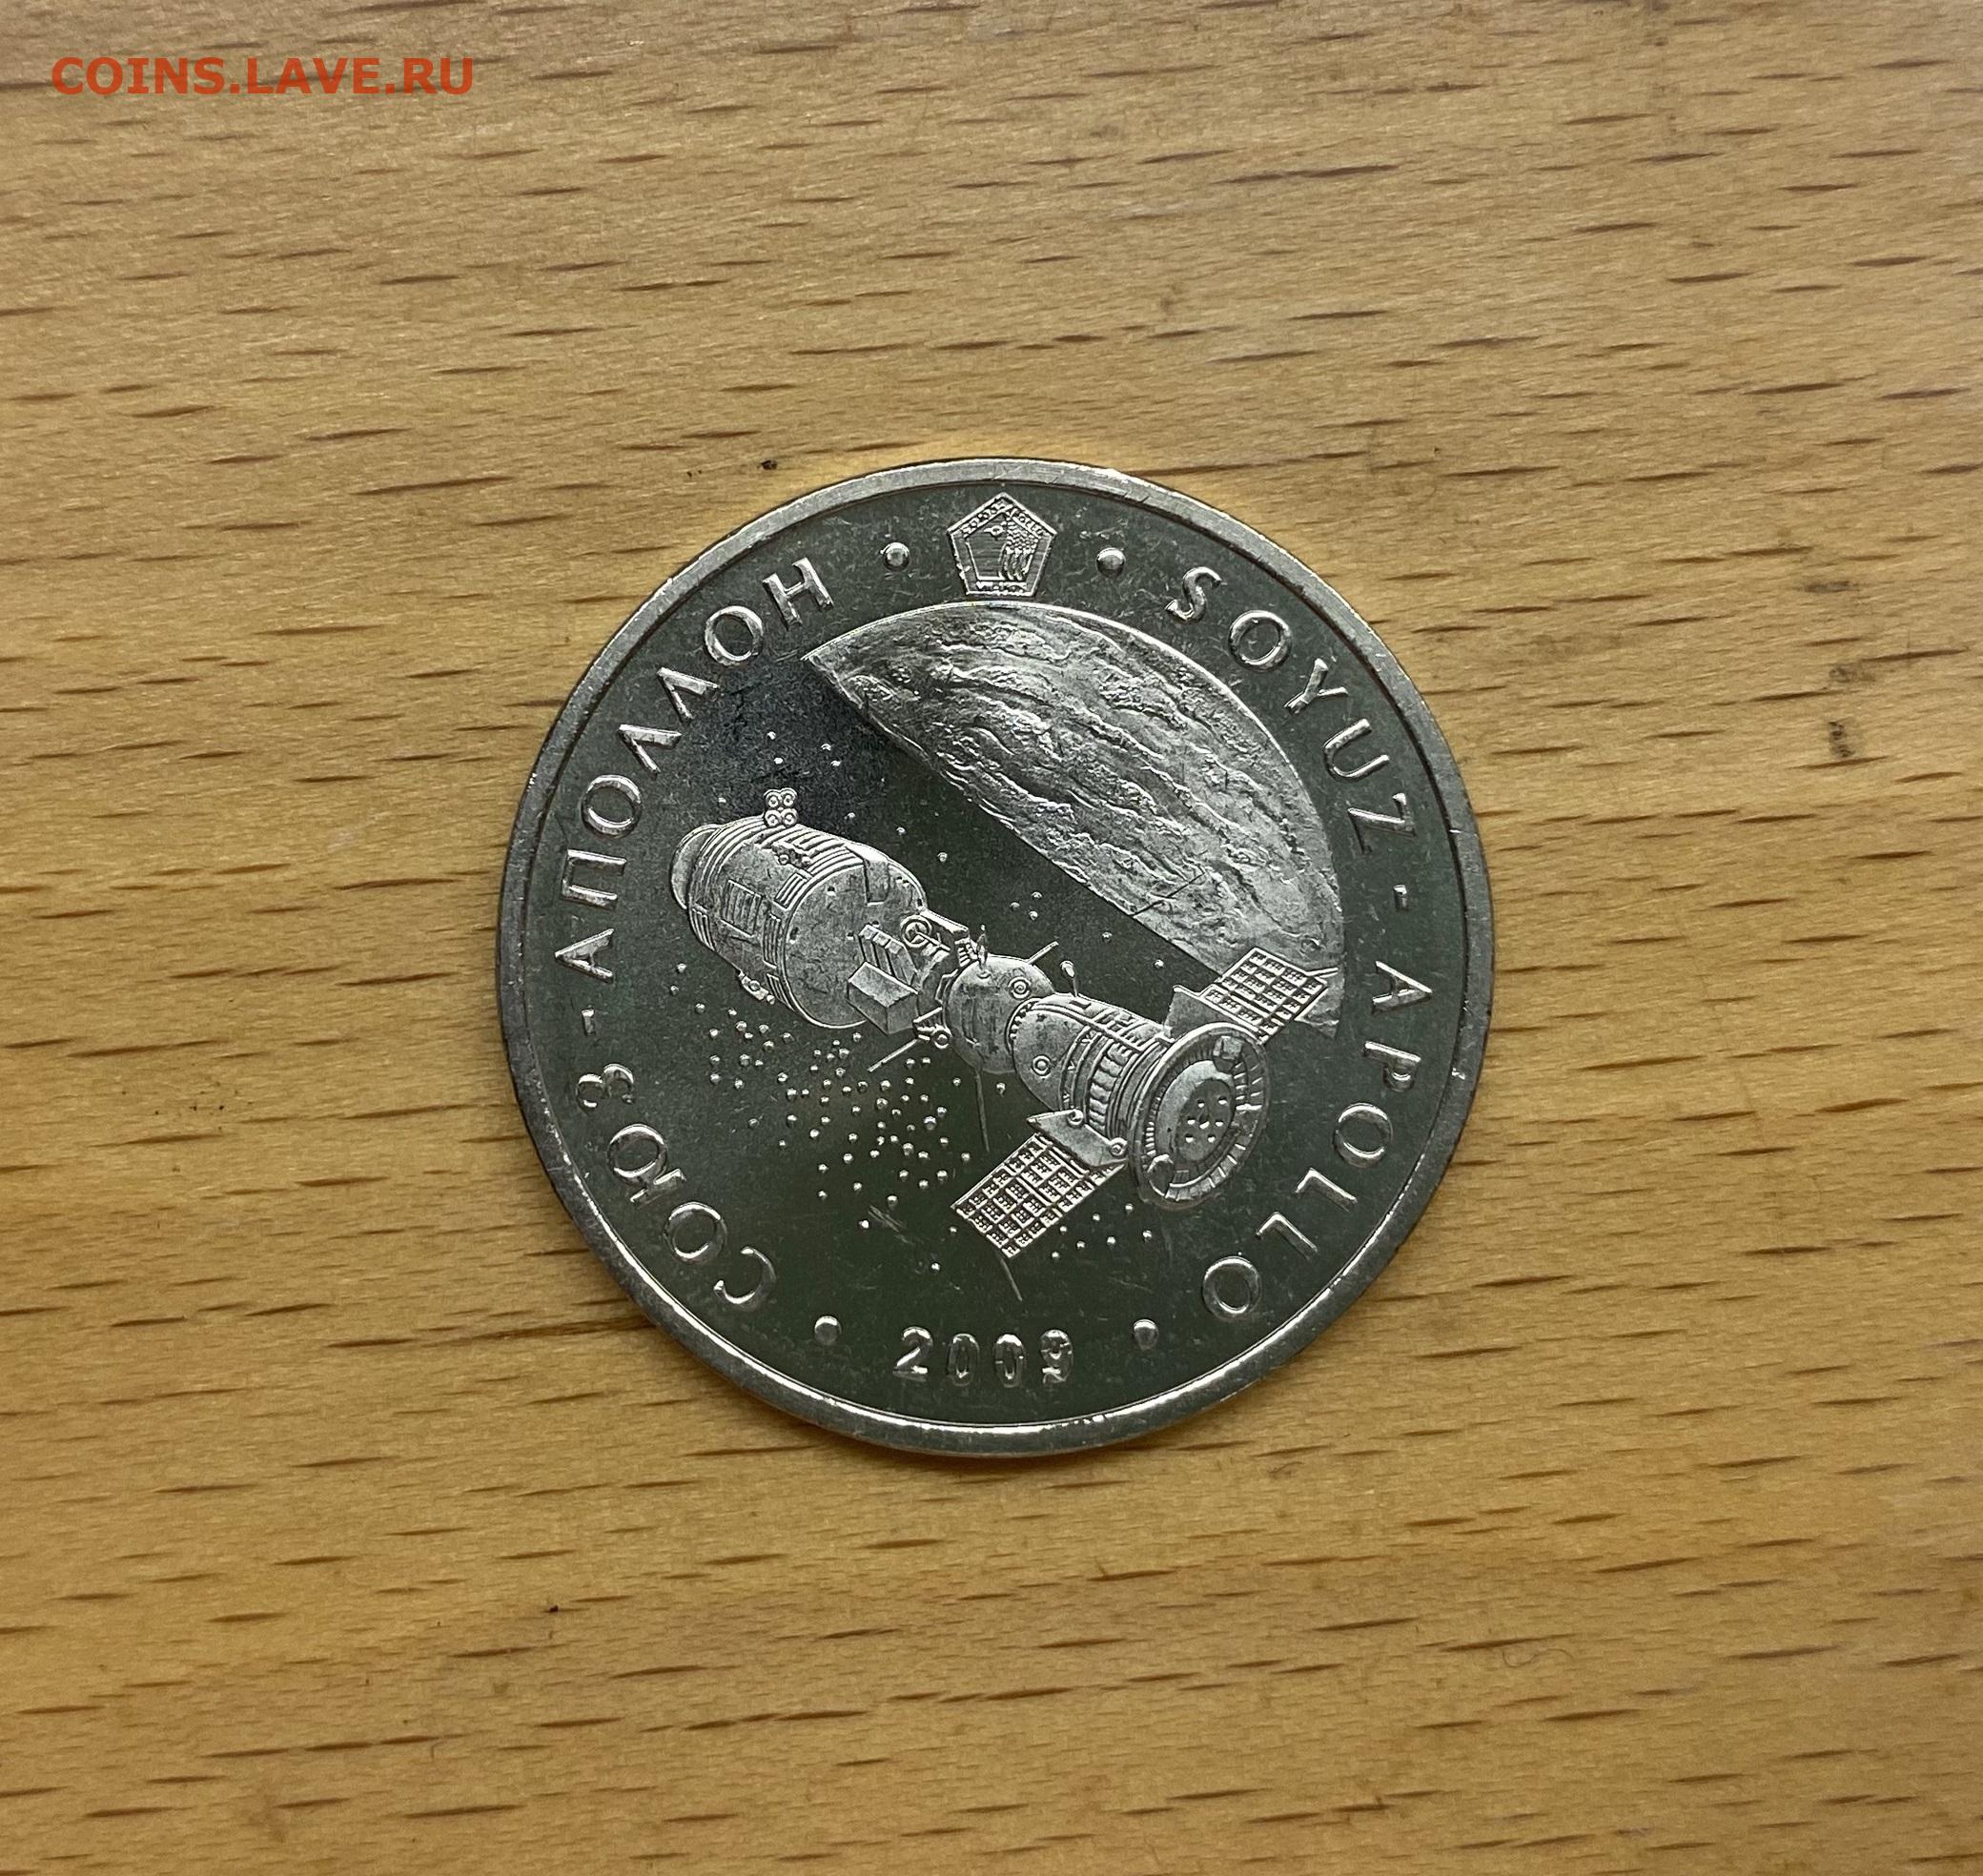 COINS.LAVE.RU
СОЮЗ - АПОЛЛОН
SOYUZ - APOLLO
2009